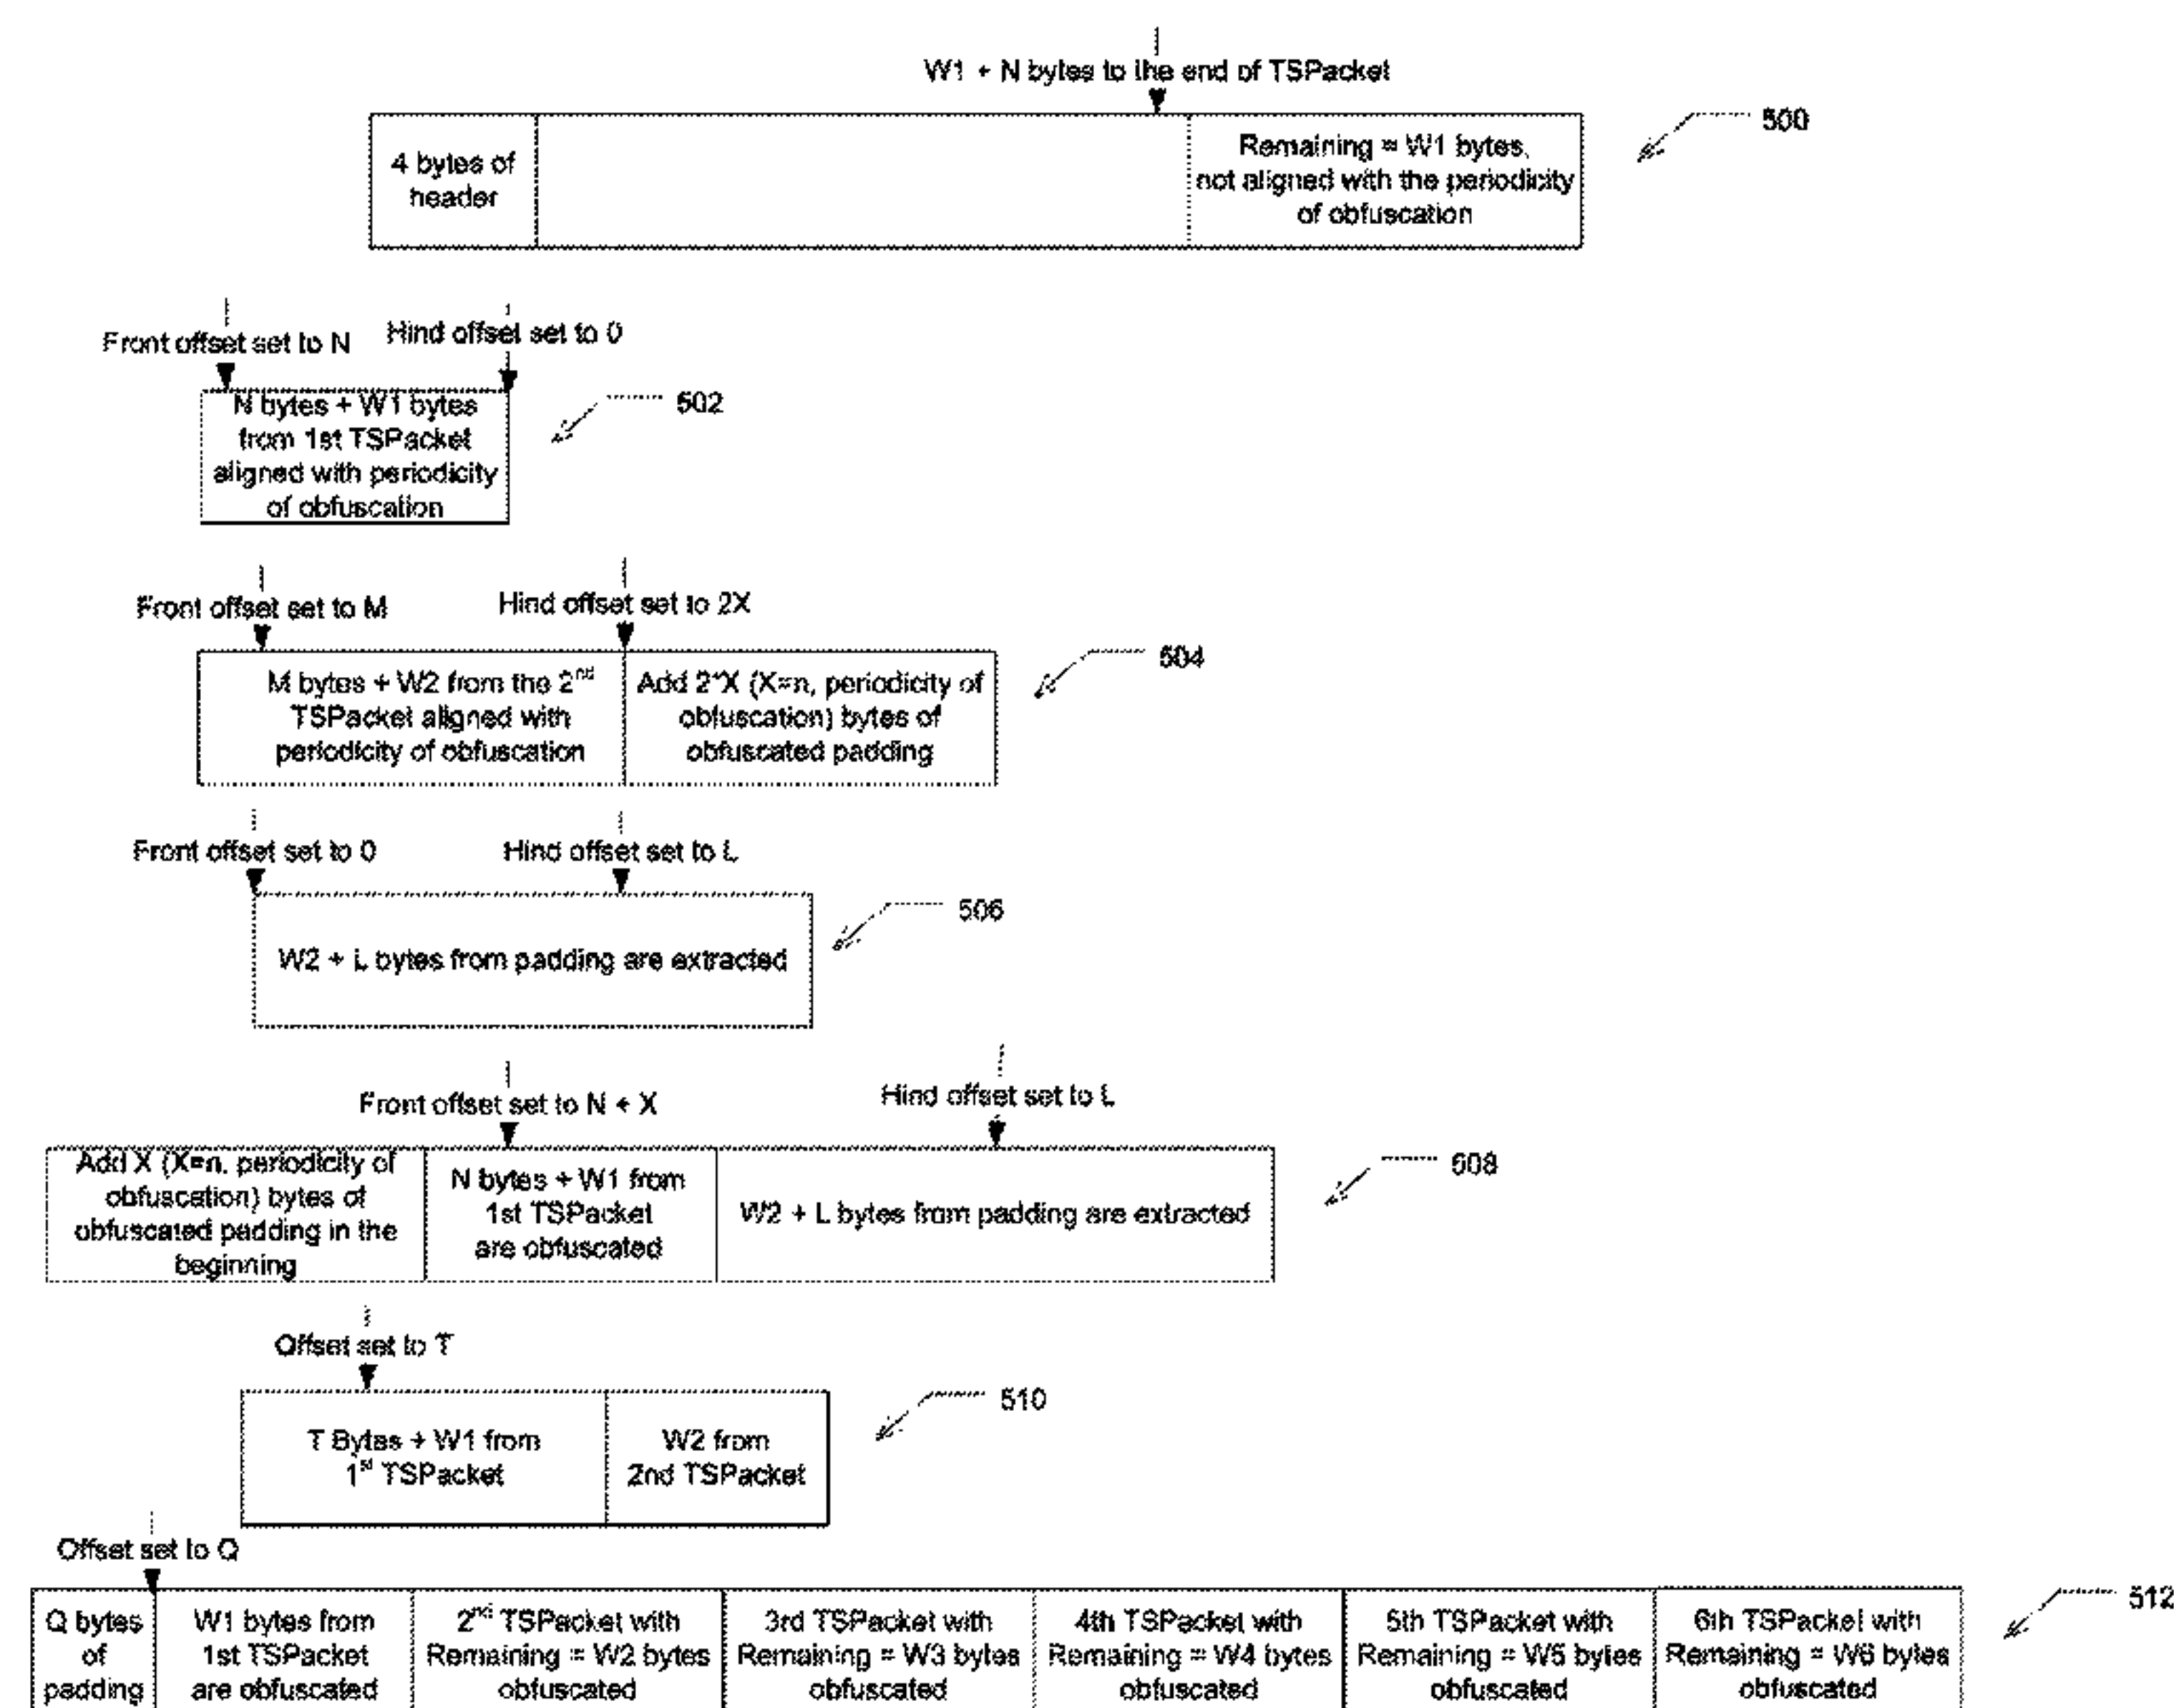 W1 + N bytes to the end of TSPacket
500
4 bytes of
header
Remaining = W1 bytes,
not aligned with the periodicity
of obfuscation
Front offset set to N
Hind offset set to 0
502
N bytes + W1 bytes
from 1st TSPacket
aligned with periodicity
of obfuscation
Front offset set to M
Hind offset set to 2X
504
M bytes + W2 from the 2nd
TSPacket aligned with
periodicity of obfuscation
Add 2*X (X=n, periodicity of
obfuscation) bytes of
obfuscated padding
Front offset set to 0
Hind offset set to L
506
W2 + L bytes from padding are extracted
Front offset set to N + X
Hind offset set to L
508
Add X (X=n, periodicity of
obfuscation) bytes of
obfuscated padding in the
beginning
N bytes + W1 from
1st TSPacket
are obfuscated
W2 + L bytes from padding are extracted
Offset set to T
510
T Bytes + W1 from
1st TSPacket
W2 from
2nd TSPacket
Offset set to Q
512
Q bytes
of
padding
W1 bytes from
1st TSPacket
are obfuscated
2nd TSPacket with
Remaining = W2 bytes
obfuscated
3rd TSPacket with
Remaining = W3 bytes
obfuscated
4th TSPacket with
Remaining = W4 bytes
obfuscated
5th TSPacket with
Remaining = W5 bytes
obfuscated
6th TSPacket with
Remaining = W6 bytes
obfuscated